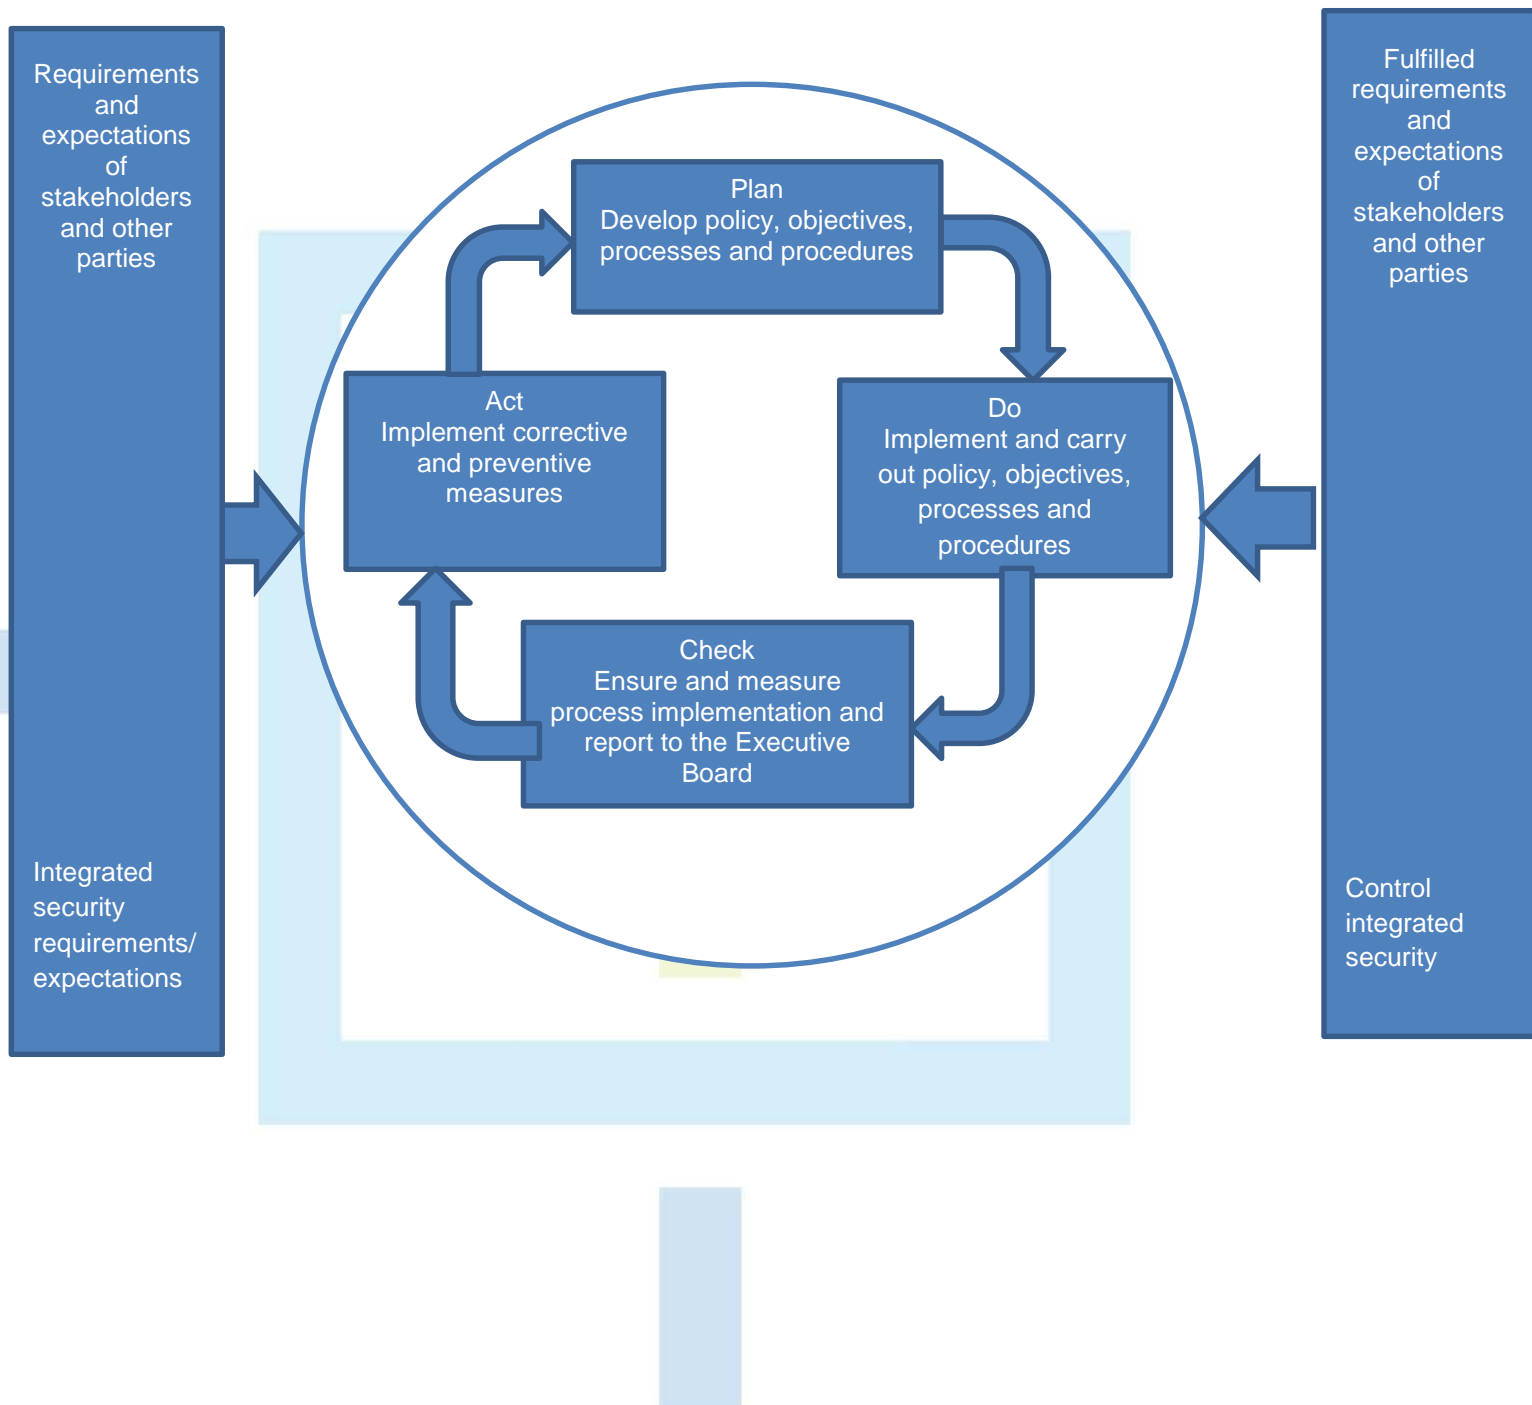 Requirements
and
expectations
of
stakeholders
and other
parties
Integrated
security
requirements/
expectations
Plan
Develop policy, objectives,
processes and procedures
Do
Implement and carry
out policy, objectives,
processes and
procedures
Check
Ensure and measure
process implementation and
report to the Executive
Board
Act
Implement corrective
and preventive
measures
Fulfilled
requirements
and
expectations
of
stakeholders
and other
parties
Control
integrated
security